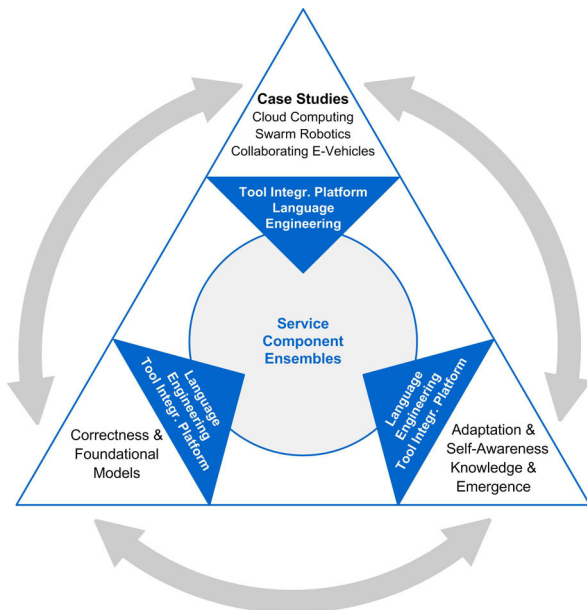 Case Studies
Cloud Computing
Swarm Robotics
Collaborating E-Vehicles
Tool Integr. Platform
Language
Engineering
Service
Component
Ensembles
Language
Engineering
Tool Integr. Platform
Language
Engineering
Tool Integr. Platform
Correctness &
Foundational
Models
Adaptation &
Self-Awareness
Knowledge &
Emergence